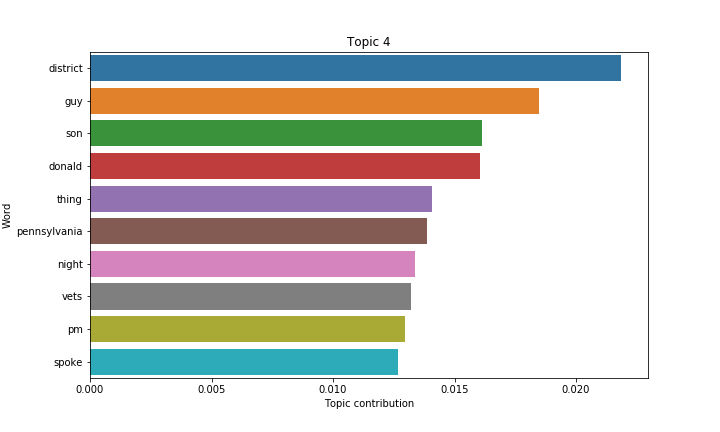 Topic 4
district
guy
son
donald
thing
pennsylvania
night
vets
pm
spoke
Word
0.000 0.005 0.010 0.015 0.020
Topic contribution